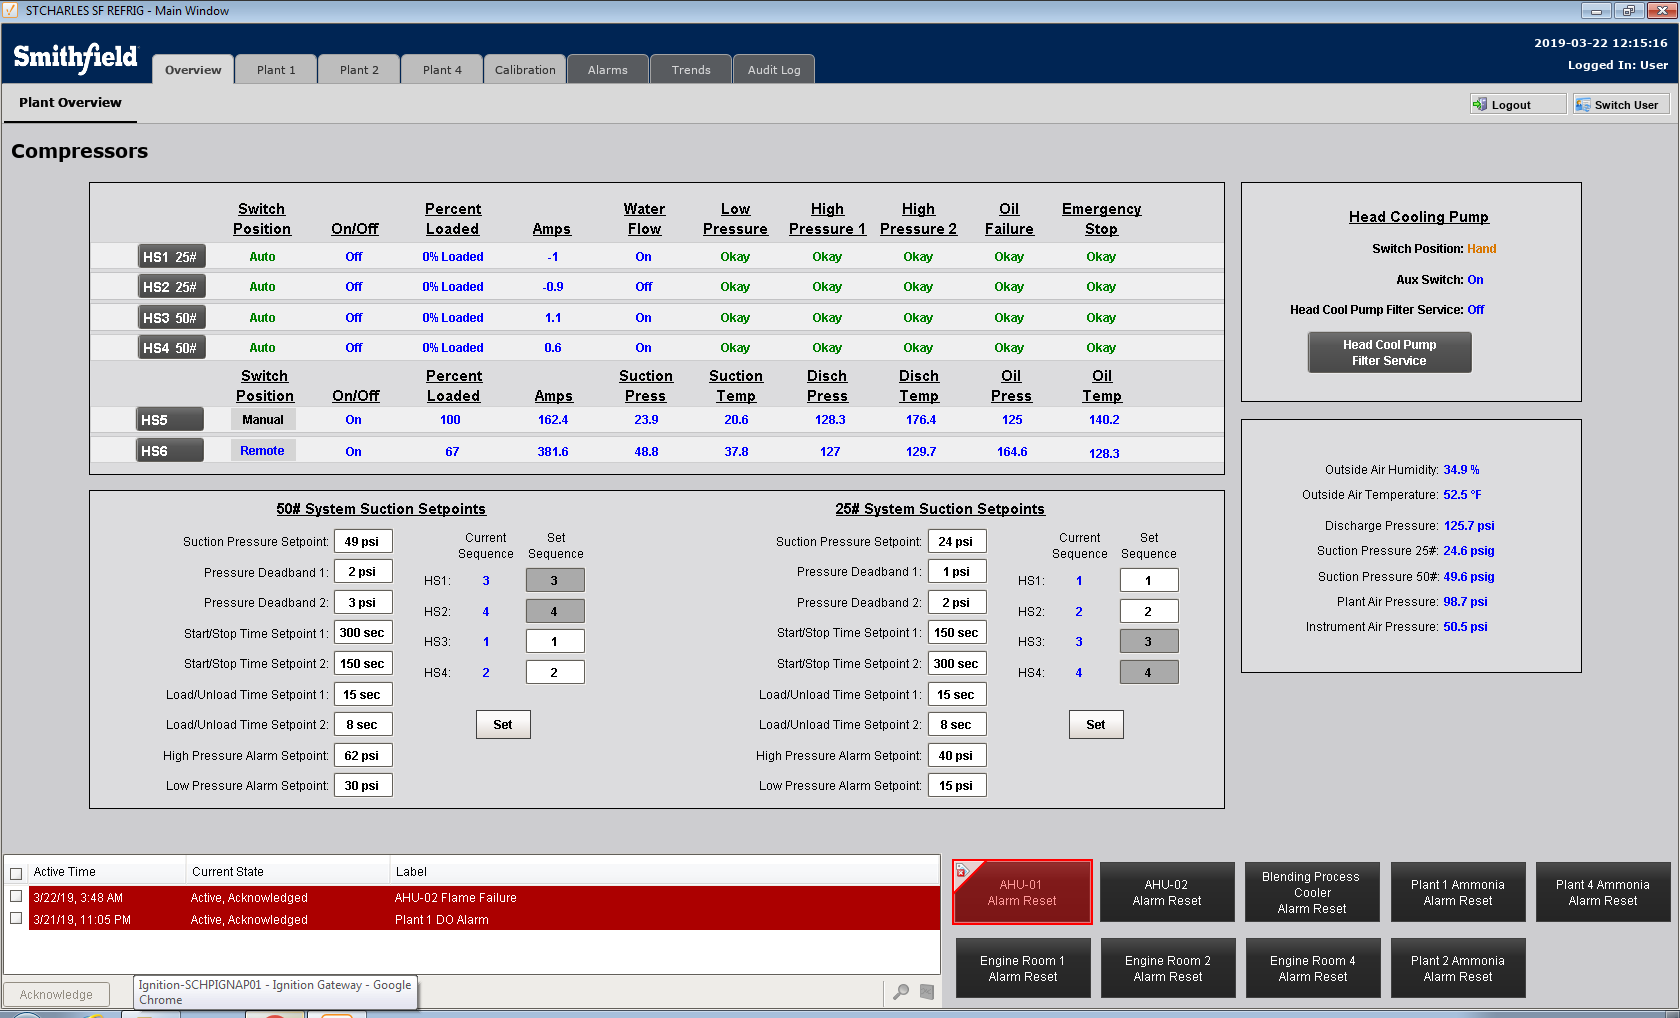 STCHARLES SF REFRIG - Main Window
Smithfield
Overview Plant 1 Plant 2 Plant 4 Calibration Alarms Trends Audit Log
2019-03-22 12:15:16
Logged In: User
Plant Overview
Logout Switch User
Compressors
Switch Percent Water Low High High Oil Emergency
Position On/Off Loaded Amps Flow Pressure Pressure 1 Pressure 2 Failure Stop
HS1 25# Auto Off 0% Loaded -1 On Okay Okay Okay Okay Okay
HS2 25# Auto Off 0% Loaded -0.9 Off Okay Okay Okay Okay Okay
HS3 50# Auto Off 0% Loaded 1.1 On Okay Okay Okay Okay Okay
HS4 50# Auto Off 0% Loaded 0.6 On Okay Okay Okay Okay Okay
Switch Percent Suction Suction Disch Disch Oil Oil
Position On/Off Loaded Amps Press Temp Press Temp Press Temp
HS5 Manual On 100 162.4 23.9 20.6 128.3 176.4 125 140.2
HS6 Remote On 67 381.6 48.8 37.8 127 129.7 164.6 128.3
Head Cooling Pump
Switch Position: Hand
Aux Switch: On
Head Cool Pump Filter Service: Off
Head Cool Pump
Filter Service
Outside Air Humidity: 34.9 %
Outside Air Temperature: 52.5 °F
Discharge Pressure: 125.7 psi
Suction Pressure 25#: 24.6 psig
Suction Pressure 50#: 49.6 psig
Plant Air Pressure: 98.7 psi
Instrument Air Pressure: 50.5 psi
50# System Suction Setpoints
Suction Pressure Setpoint: 49 psi
Pressure Deadband 1: 2 psi
Pressure Deadband 2: 3 psi
Start/Stop Time Setpoint 1: 300 sec
Start/Stop Time Setpoint 2: 150 sec
Load/Unload Time Setpoint 1: 15 sec
Load/Unload Time Setpoint 2: 8 sec
High Pressure Alarm Setpoint: 62 psi
Low Pressure Alarm Setpoint: 30 psi
Current Set
Sequence Sequence
HS1: 3 3
HS2: 4 4
HS3: 1 1
HS4: 2 2
Set
25# System Suction Setpoints
Suction Pressure Setpoint: 24 psi
Pressure Deadband 1: 1 psi
Pressure Deadband 2: 2 psi
Start/Stop Time Setpoint 1: 150 sec
Start/Stop Time Setpoint 2: 300 sec
Load/Unload Time Setpoint 1: 15 sec
Load/Unload Time Setpoint 2: 8 sec
High Pressure Alarm Setpoint: 40 psi
Low Pressure Alarm Setpoint: 15 psi
Current Set
Sequence Sequence
HS1: 1 1
HS2: 2 2
HS3: 3 3
HS4: 4 4
Set
Active Time Current State Label
3/22/19, 3:48 AM Active, Acknowledged AHU-02 Flame Failure
3/21/19, 11:05 PM Active, Acknowledged Plant 1 DO Alarm
Acknowledge
Ignition-SCHPIGNAP01 - Ignition Gateway - Google
Chrome
AHU-01
Alarm Reset
AHU-02
Alarm Reset
Blending Process
Cooler
Alarm Reset
Plant 1 Ammonia
Alarm Reset
Plant 4 Ammonia
Alarm Reset
Engine Room 1
Alarm Reset
Engine Room 2
Alarm Reset
Engine Room 4
Alarm Reset
Plant 2 Ammonia
Alarm Reset